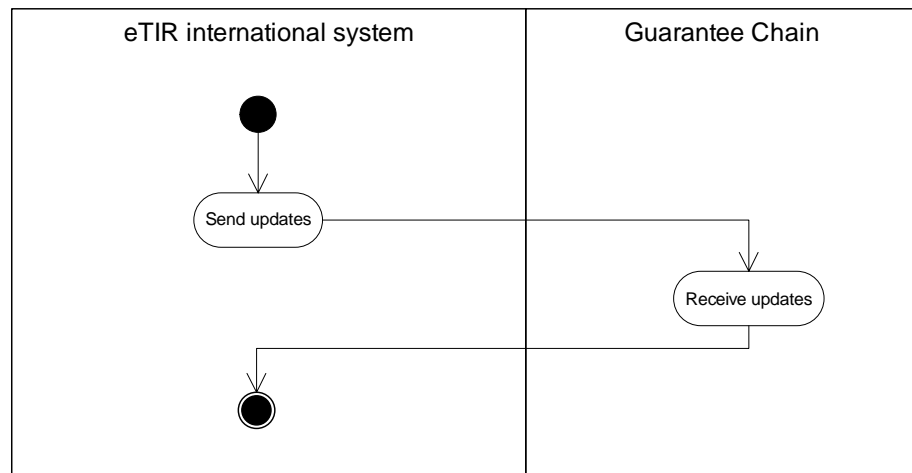 eTIR international system
Guarantee Chain
Send updates
Receive updates